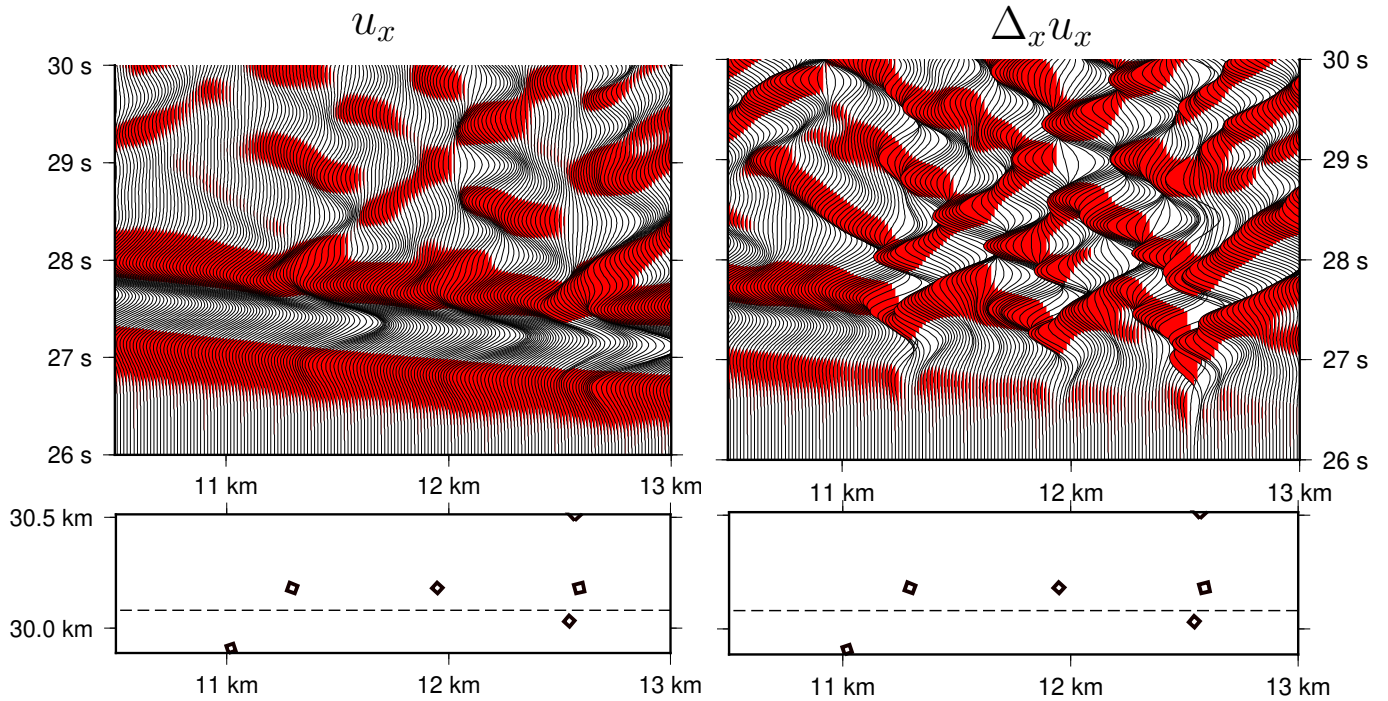 u_x Δ_x u_x
30 s 30 s
29 s 29 s
28 s 28 s
27 s 27 s
26 s 26 s
11 km 12 km 13 km 11 km 12 km 13 km
30.5 km
30.0 km
11 km 12 km 13 km 11 km 12 km 13 km